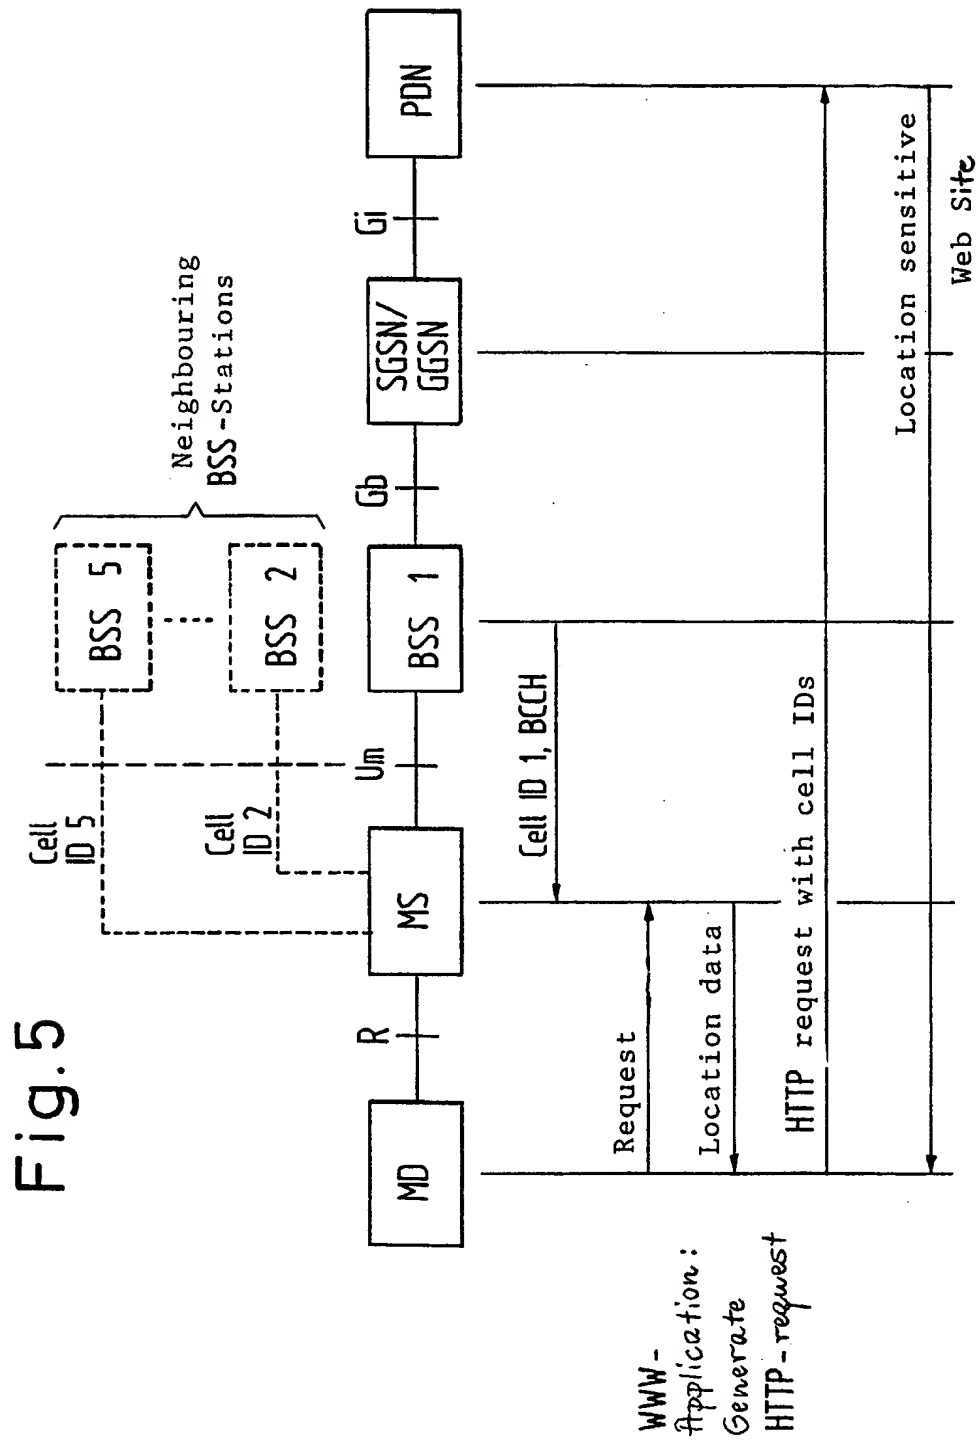 Fig.5
Cell
ID 5
Cell
ID 2
BSS 5
BSS 2
Neighbouring
BSS-Stations
MD
R
MS
Um
BSS 1
Gb
SGSN/
GGSN
Gi
PDN
Cell ID 1, BCCH
WWW-
Application:
Generate
HTTP-request
Request
Location data
HTTP request with cell IDs
Location sensitive
Web Site